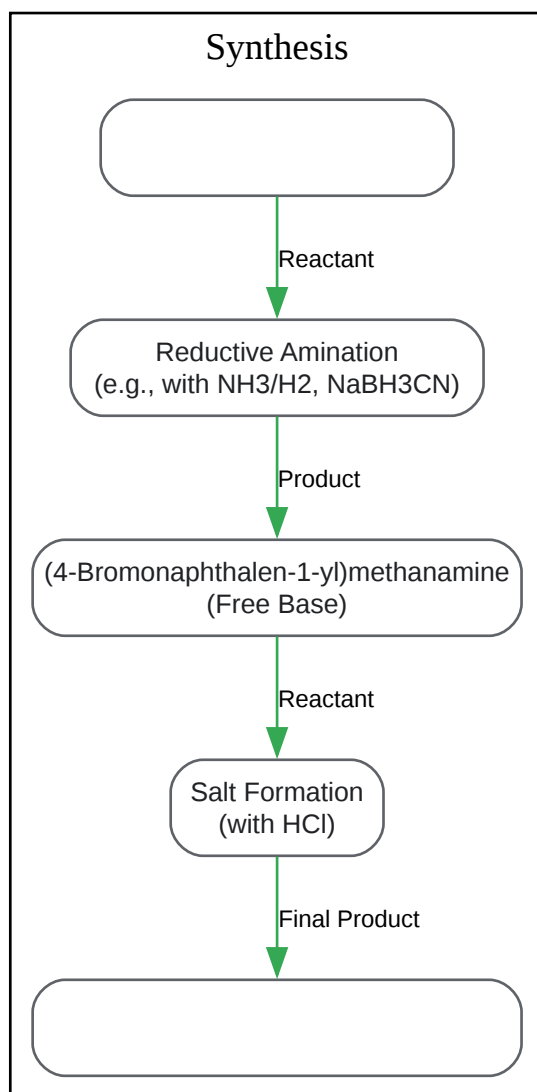 Synthesis
Reactant
Reductive Amination
(e.g., with NH3/H2, NaBH3CN)
Product
(4-Bromonaphthalen-1-yl)methanamine
(Free Base)
Reactant
Salt Formation
(with HCl)
Final Product